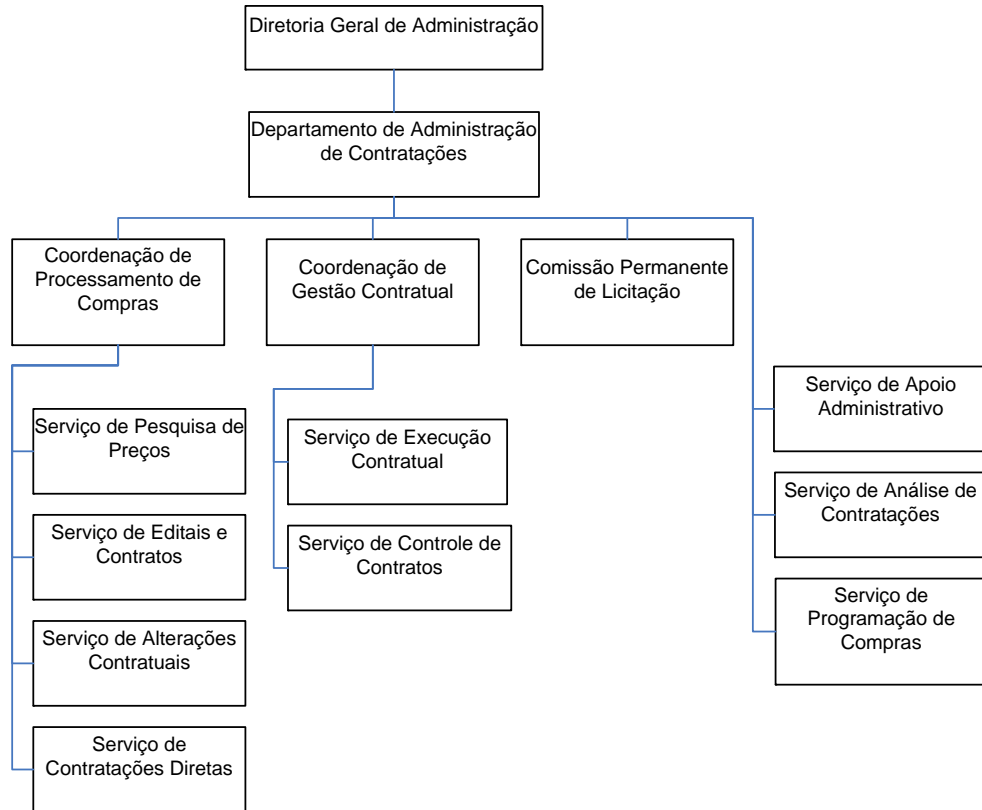 Diretoria Geral de Administração
Departamento de Administração
de Contratações
Coordenação de
Processamento de
Compras
Coordenação de
Gestão Contratual
Comissão Permanente
de Licitação
Serviço de Pesquisa de
Preços
Serviço de Editais e
Contratos
Serviço de Alterações
Contratuais
Serviço de
Contratações Diretas
Serviço de Execução
Contratual
Serviço de Controle de
Contratos
Serviço de Apoio
Administrativo
Serviço de Análise de
Contratações
Serviço de
Programação de
Compras